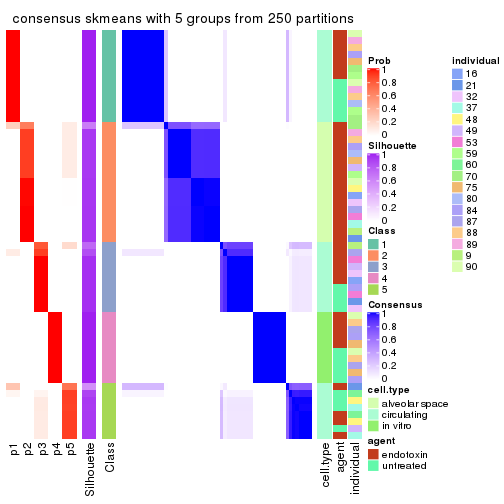 consensus skmeans with 5 groups from 250 partitions
Prob
1
0.8
0.6
0.4
0.2
0
Silhouette
1
0.8
0.6
0.4
0.2
0
Class
1
2
3
4
5
Consensus
1
0.8
0.6
0.4
0.2
0
cell.type
alveolar space
circulating
in vitro
agent
endotoxin
untreated
individual
16
21
32
37
48
49
53
59
60
70
75
80
84
87
88
89
9
90
p1
p2
p3
p4
p5
Silhouette
Class
cell.type
agent
individual